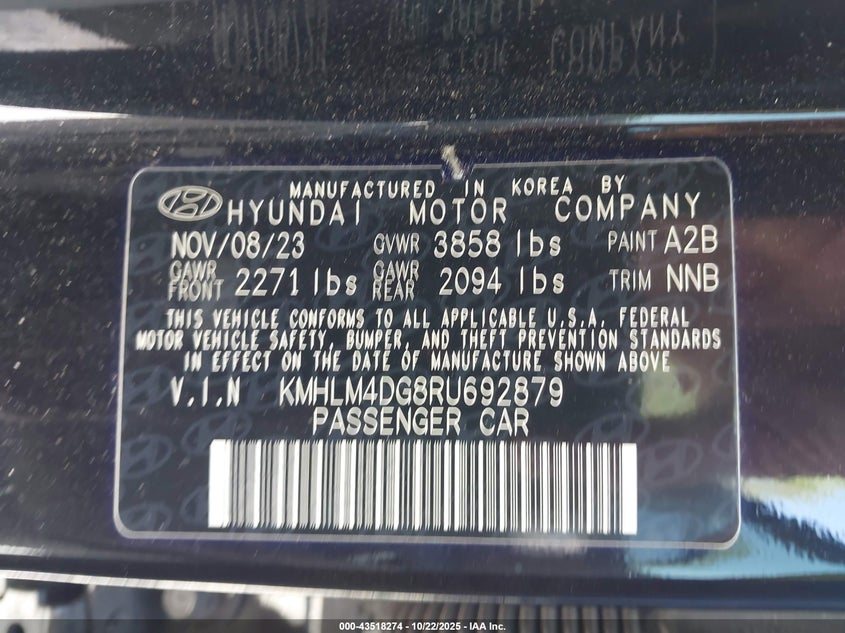 MANUFACTURED IN KOREA BY
HYUNDAI MOTOR COMPANY
NOV/08/23 GVWR 3858 lbs PAINT A2B
GAWR FRONT 2271 lbs GAWR REAR 2094 lbs TRIM NNB
THIS VEHICLE CONFORMS TO ALL APPLICABLE U.S.A. FEDERAL
MOTOR VEHICLE SAFETY, BUMPER, AND THEFT PREVENTION STANDARDS
IN EFFECT ON THE DATE OF MANUFACTURE SHOWN ABOVE
V.I.N KMHLM4DG8RU692879
PASSENGER CAR
000-43518274 - 10/22/2025 - IAA Inc.